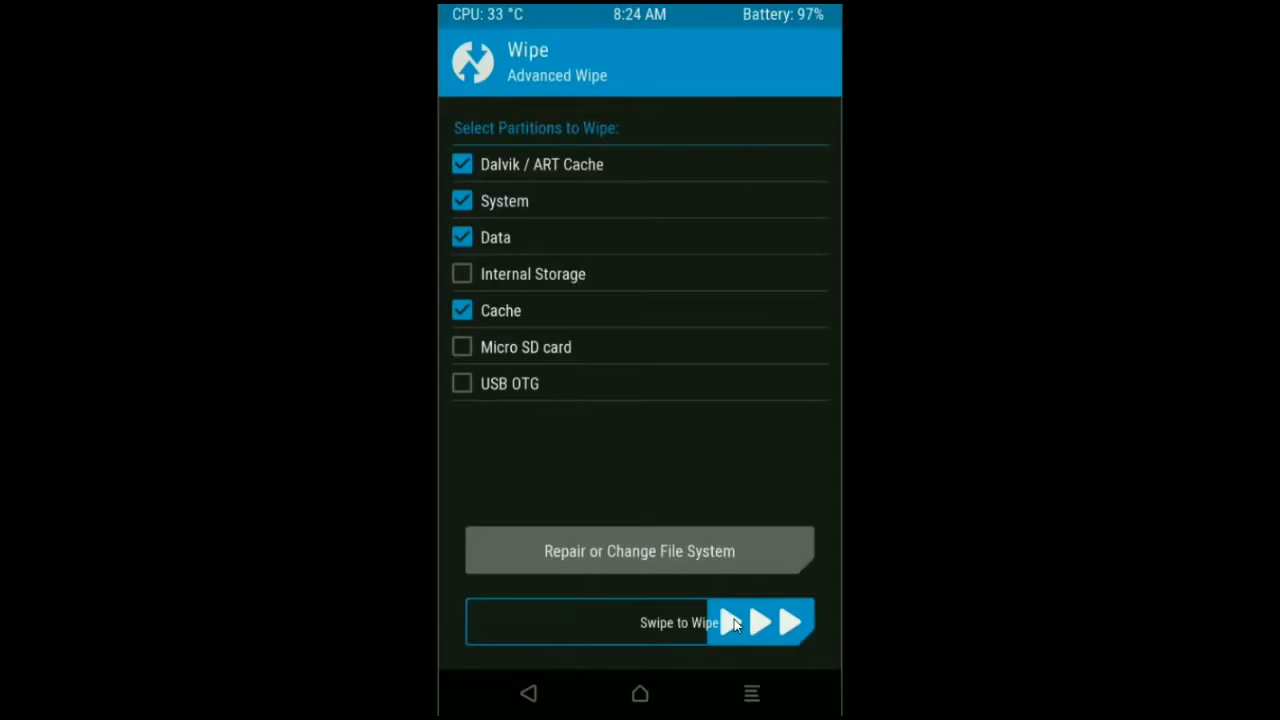 CPU: 33 °C 8:24 AM Battery: 97%
Wipe
Advanced Wipe
Select Partitions to Wipe:
Dalvik / ART Cache
System
Data
Internal Storage
Cache
Micro SD card
USB OTG
Repair or Change File System
Swipe to Wipe